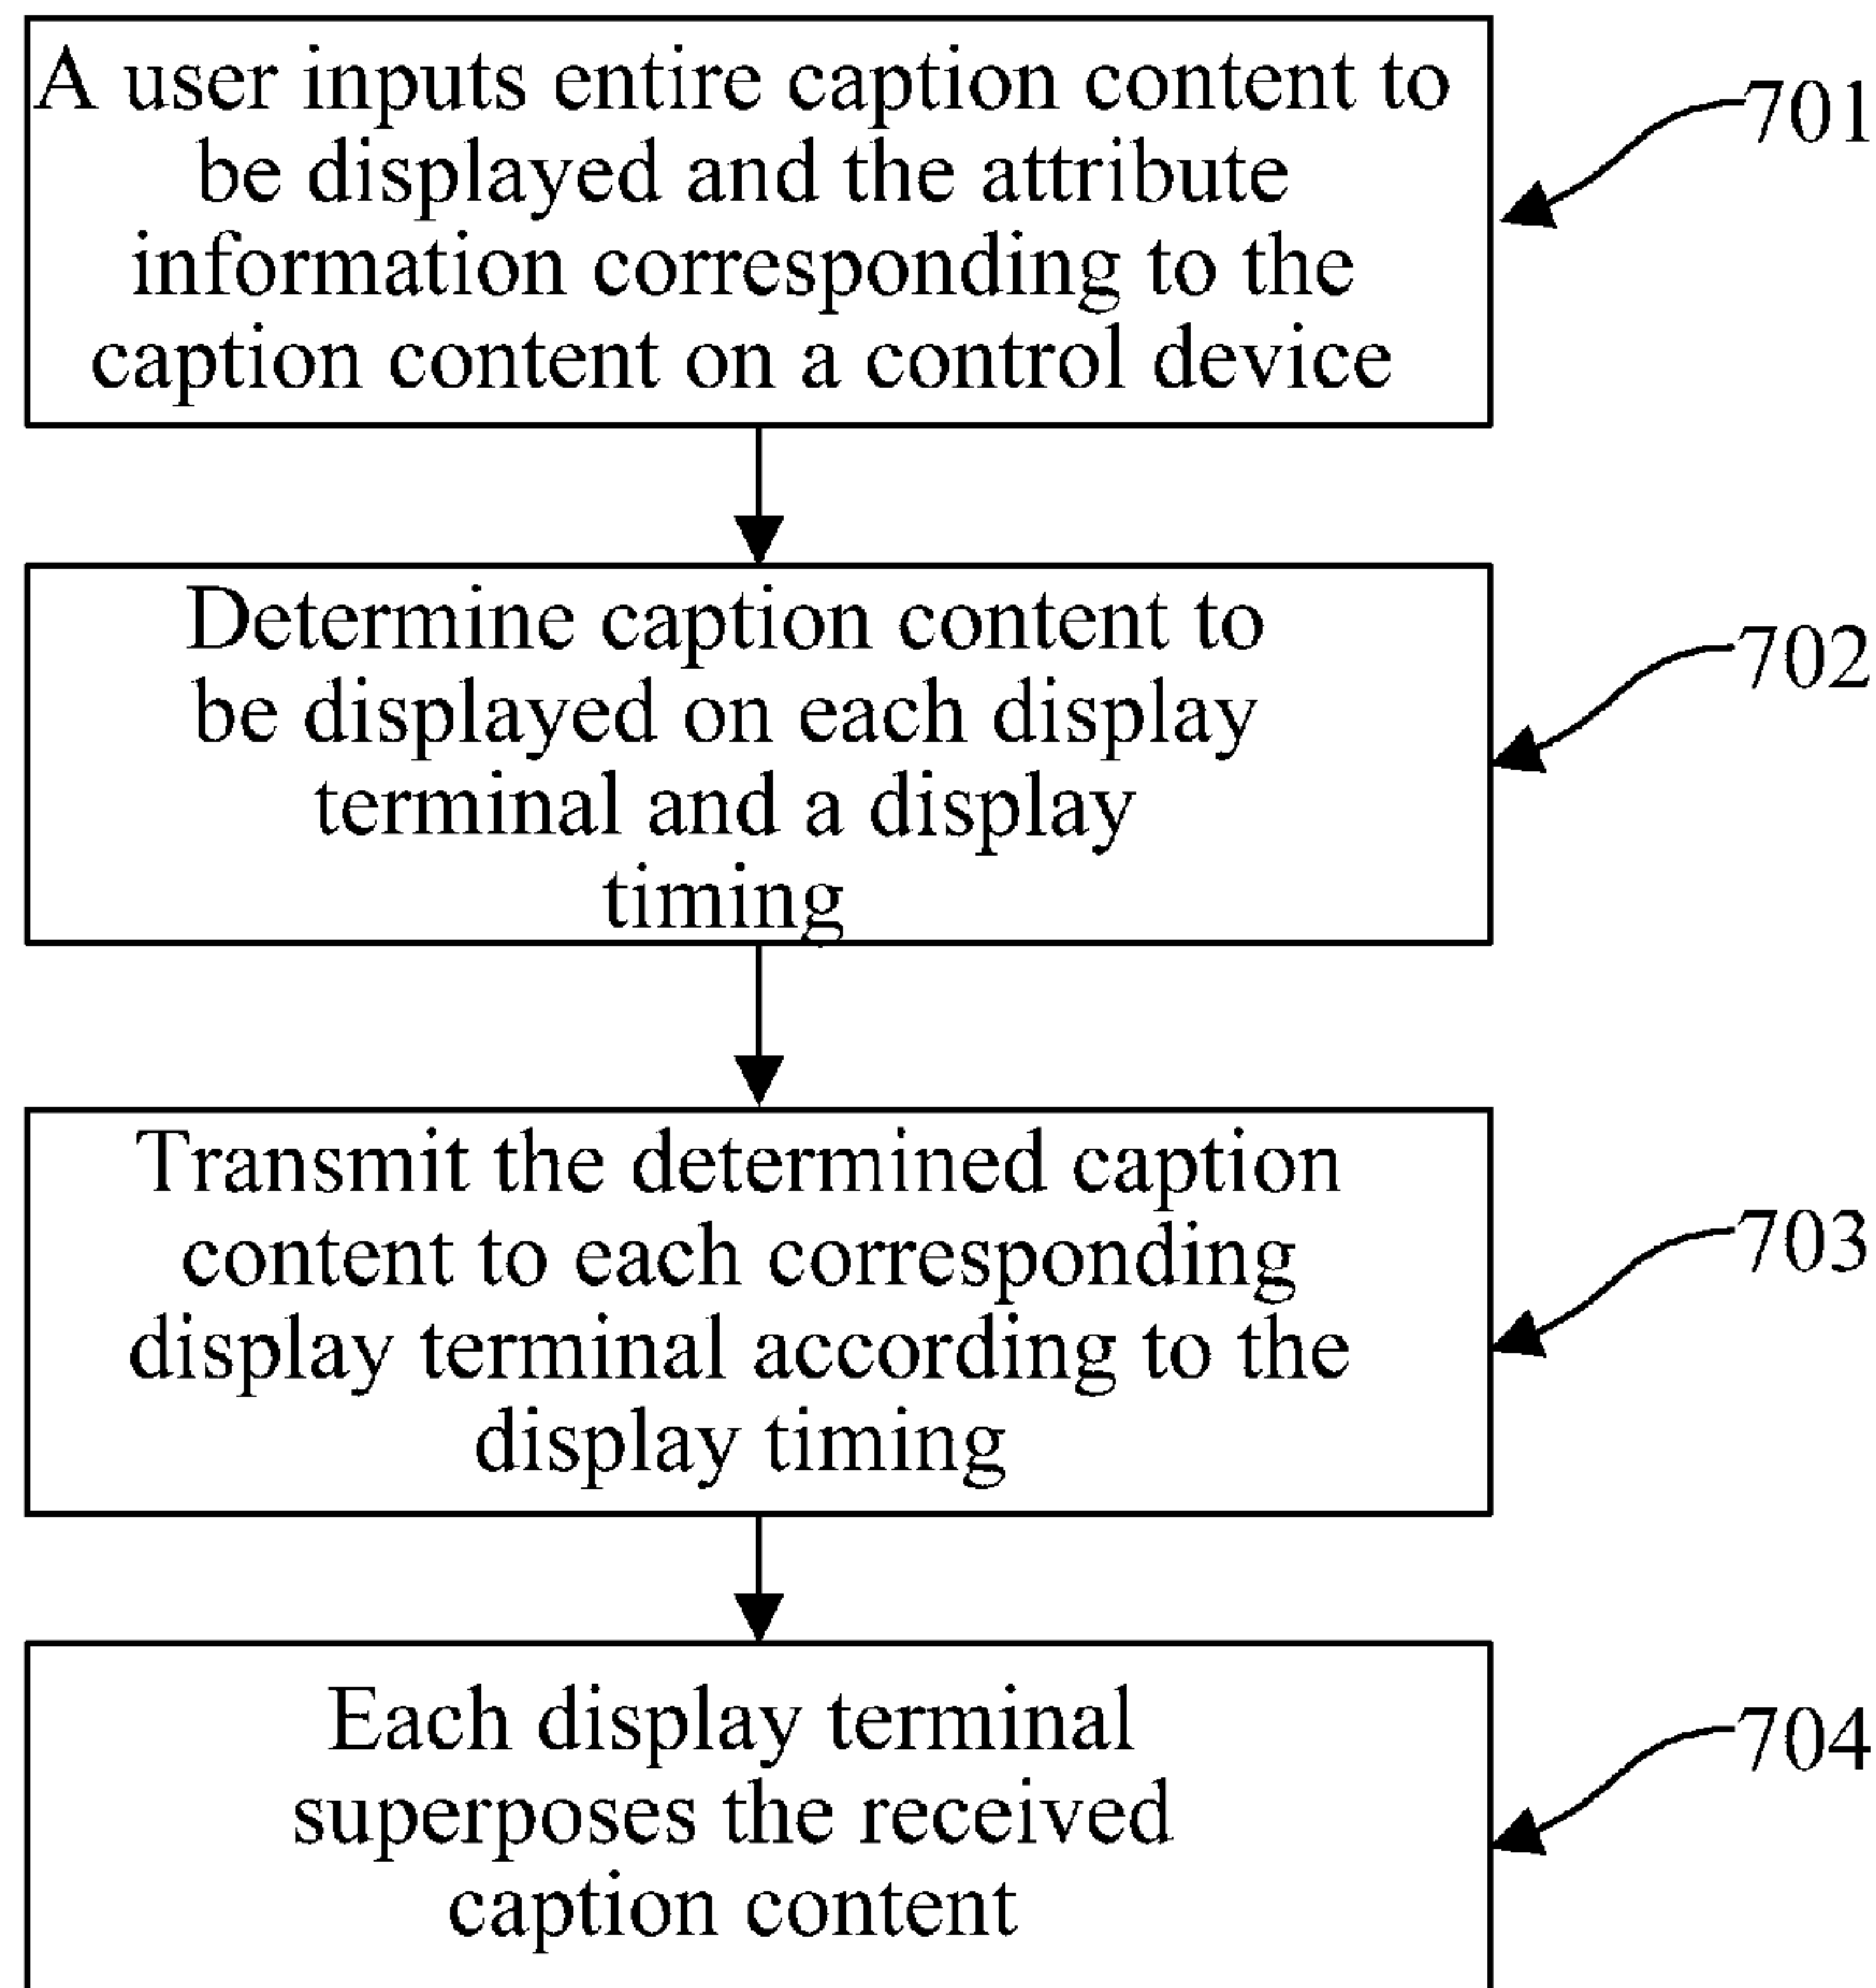 A user inputs entire caption content to
be displayed and the attribute
information corresponding to the
caption content on a control device
701
Determine caption content to
be displayed on each display
terminal and a display
timing
702
Transmit the determined caption
content to each corresponding
display terminal according to the
display timing
703
Each display terminal
superposes the received
caption content
704